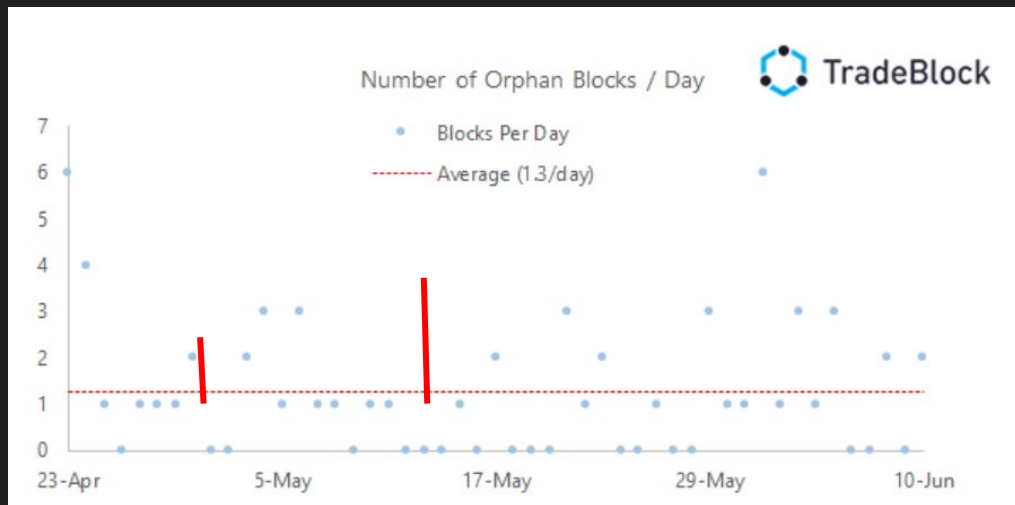 TradeBlock
Number of Orphan Blocks / Day
Blocks Per Day
Average (1.3/day)
7
6
5
4
3
2
1
0
23-Apr 5-May 17-May 29-May 10-Jun